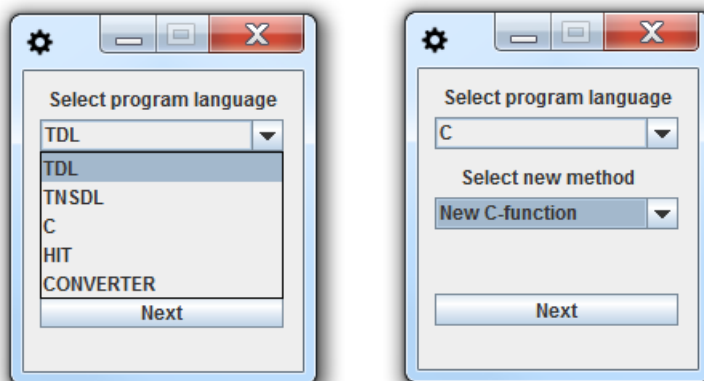 Select program language
TDL
TDL
TNSDL
C
HIT
CONVERTER
Next
Select program language
C
Select new method
New C-function
Next